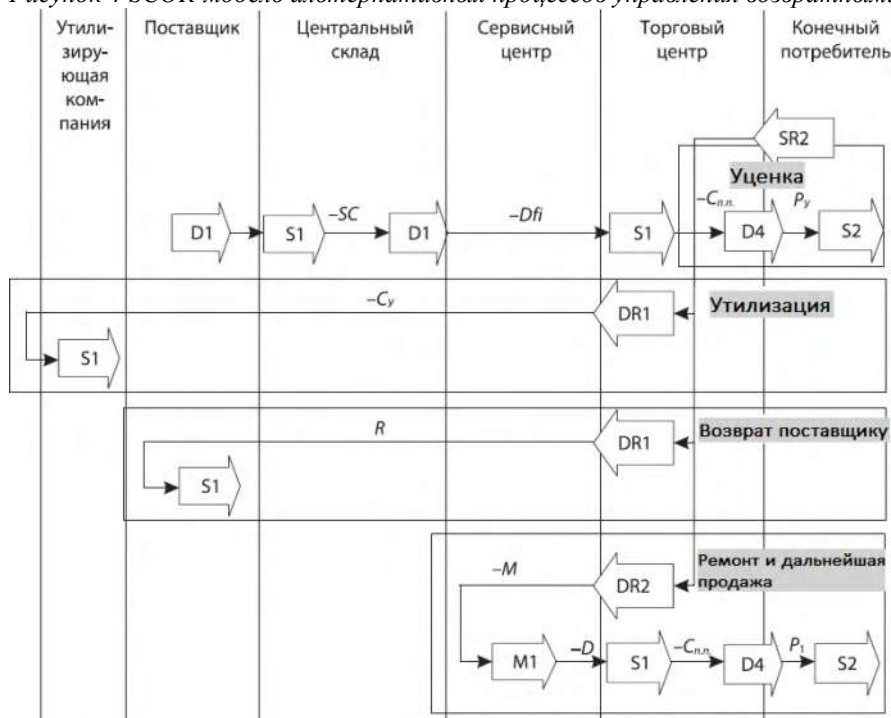 Рисунок 4 SCOR-модель альтернативных процессов управления возвратными
Утили-
зиру-
ющая
ком-
пания
Поставщик
Центральный
склад
Сервисный
центр
Торговый
центр
Конечный
потребитель
SR2
Уценка
D1
S1
–SC
D1
–Dfi
S1
–Cп.п.
D4
Pу
S2
–Cу
DR1
Утилизация
S1
R
DR1
Возврат поставщику
S1
–M
DR2
Ремонт и дальнейшая
продажа
M1
–D
S1
–Cп.п.
D4
P1
S2